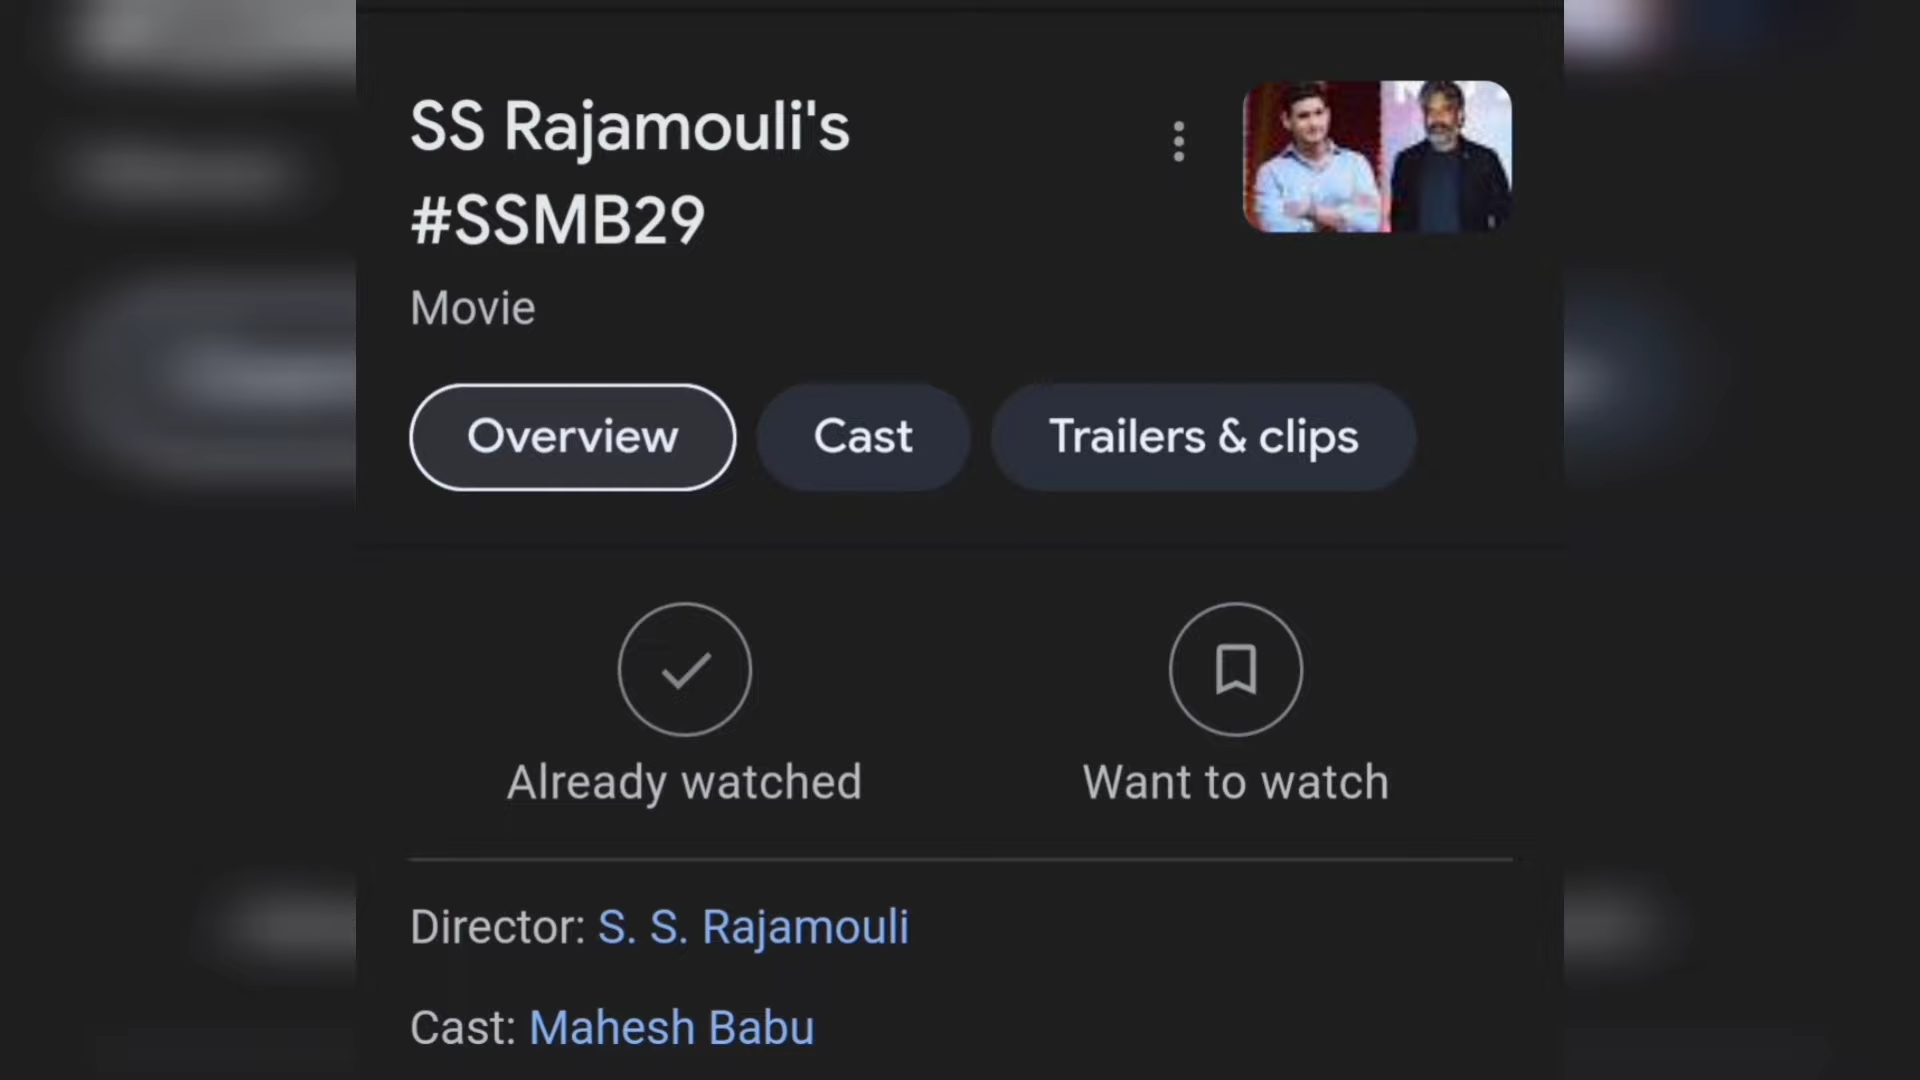 SS Rajamouli's
#SSMB29
Movie
Overview
Cast
Trailers & clips
Already watched
Want to watch
Director: S. S. Rajamouli
Cast: Mahesh Babu